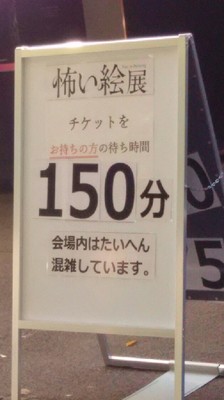 怖い絵展
チケットを
お持ちの方の待ち時間
150分
会場内はたいへん
混雑しています。
0
5